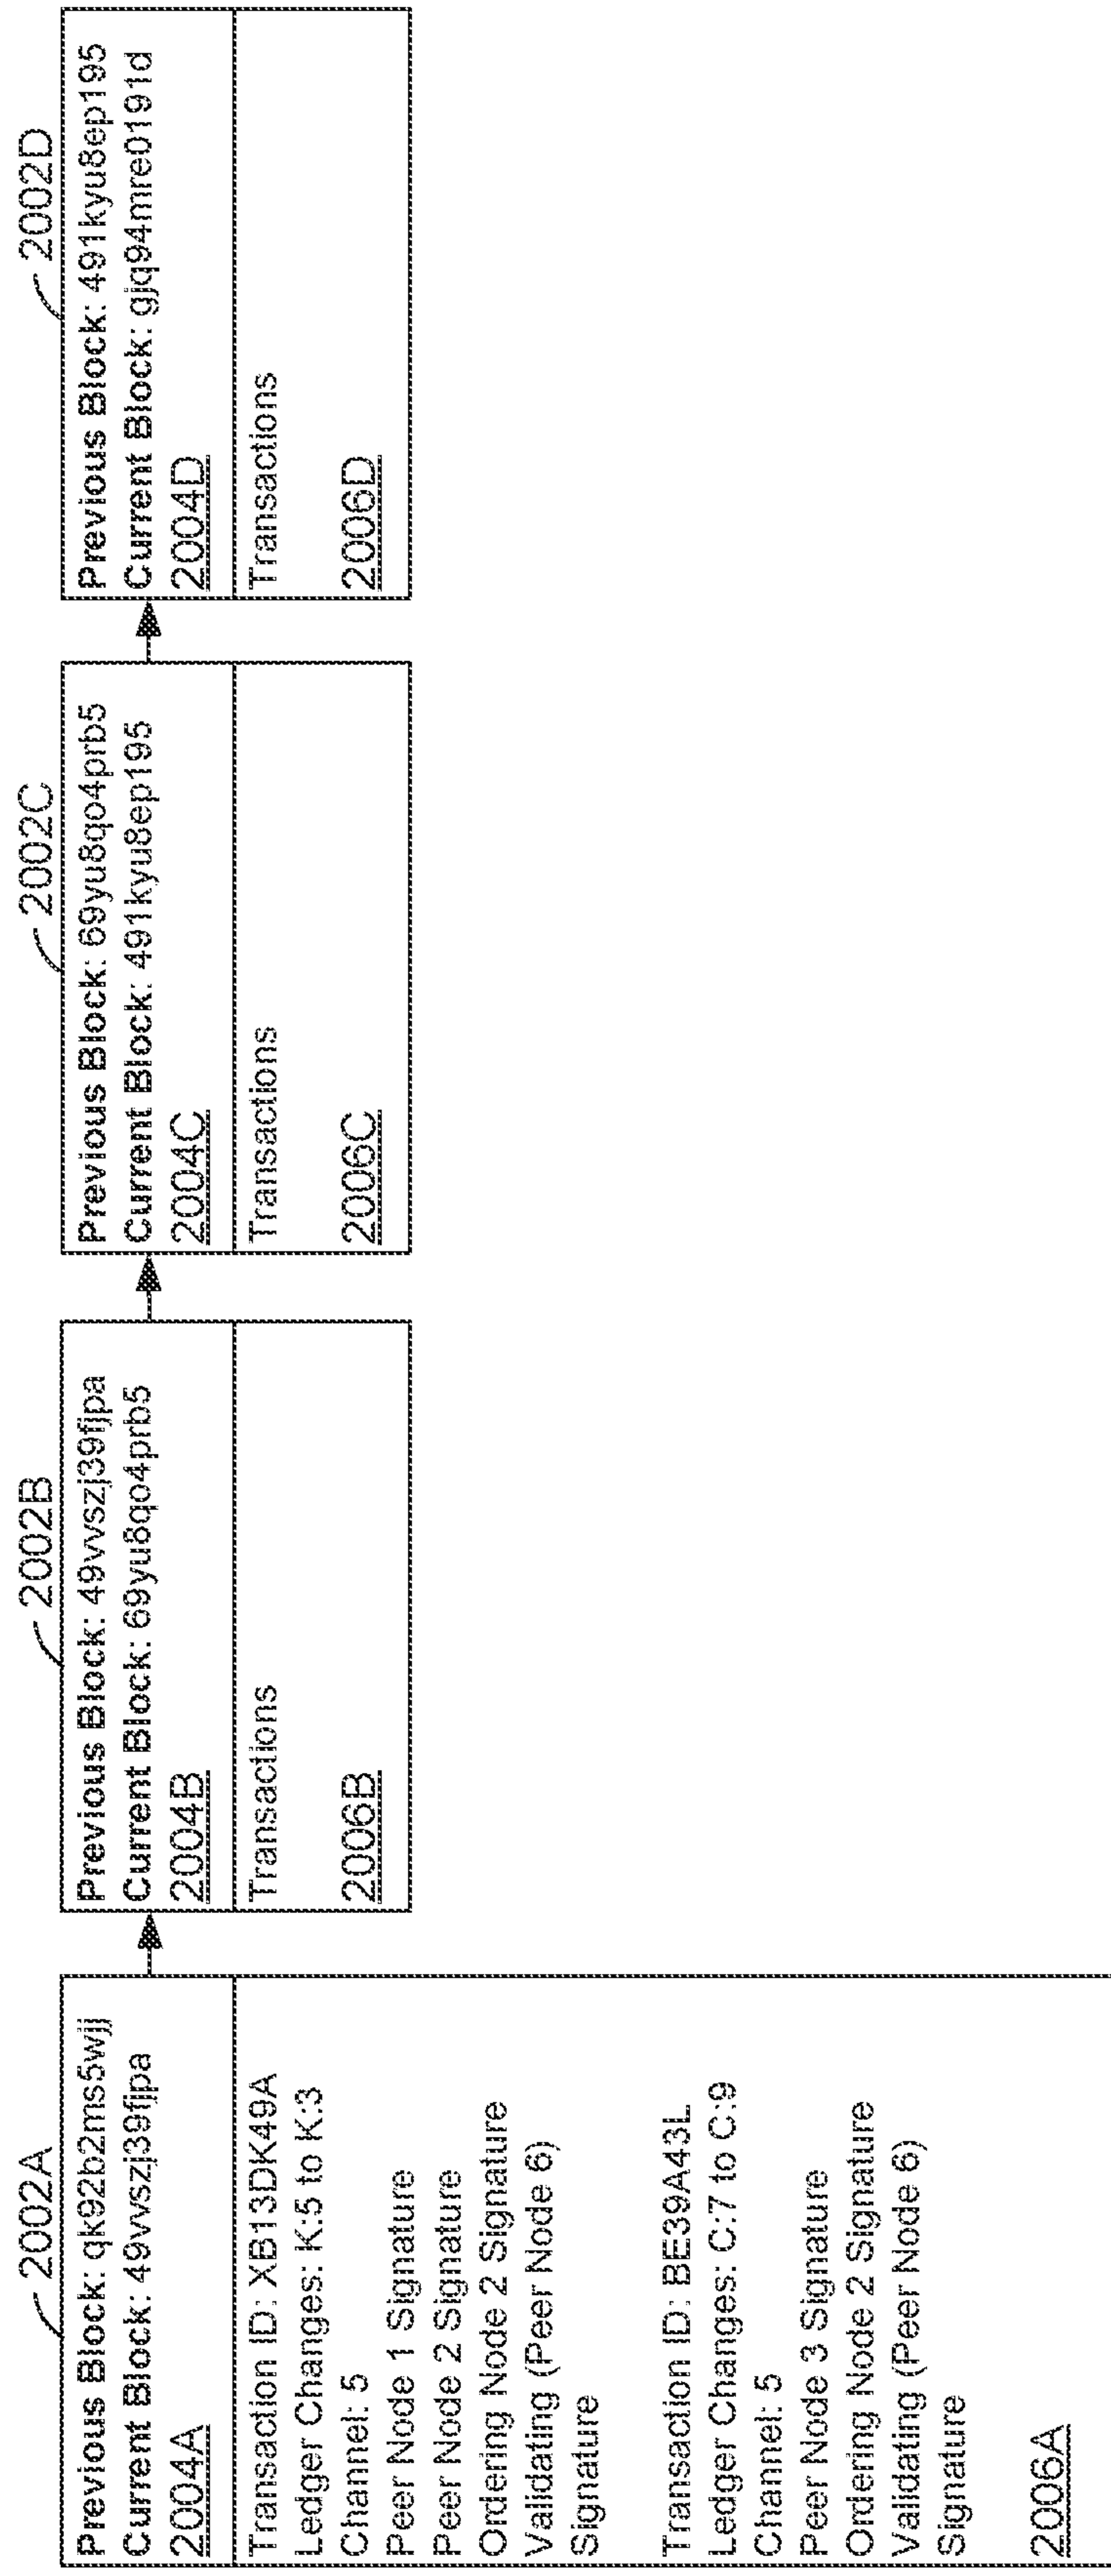 2002A
Previous Block: qk92b2ms5wjj
Current Block: 49vvszj39fjpa
2004A
Transaction ID: XB13DK49A
Ledger Changes: K:5 to K:3
Channel: 5
Peer Node 1 Signature
Peer Node 2 Signature
Ordering Node 2 Signature
Validating (Peer Node 6)
Signature
Transaction ID: BE39A43L
Ledger Changes: C:7 to C:9
Channel: 5
Peer Node 3 Signature
Ordering Node 2 Signature
Validating (Peer Node 6)
Signature
2006A
2002B
Previous Block: 49vvszj39fjpa
Current Block: 69yu8qo4prb5
2004B
Transactions
2006B
2002C
Previous Block: 69yu8qo4prb5
Current Block: 491kyu8ep195
2004C
Transactions
2006C
2002D
Previous Block: 491kyu8ep195
Current Block: gjq94mre0191d
2004D
Transactions
2006D